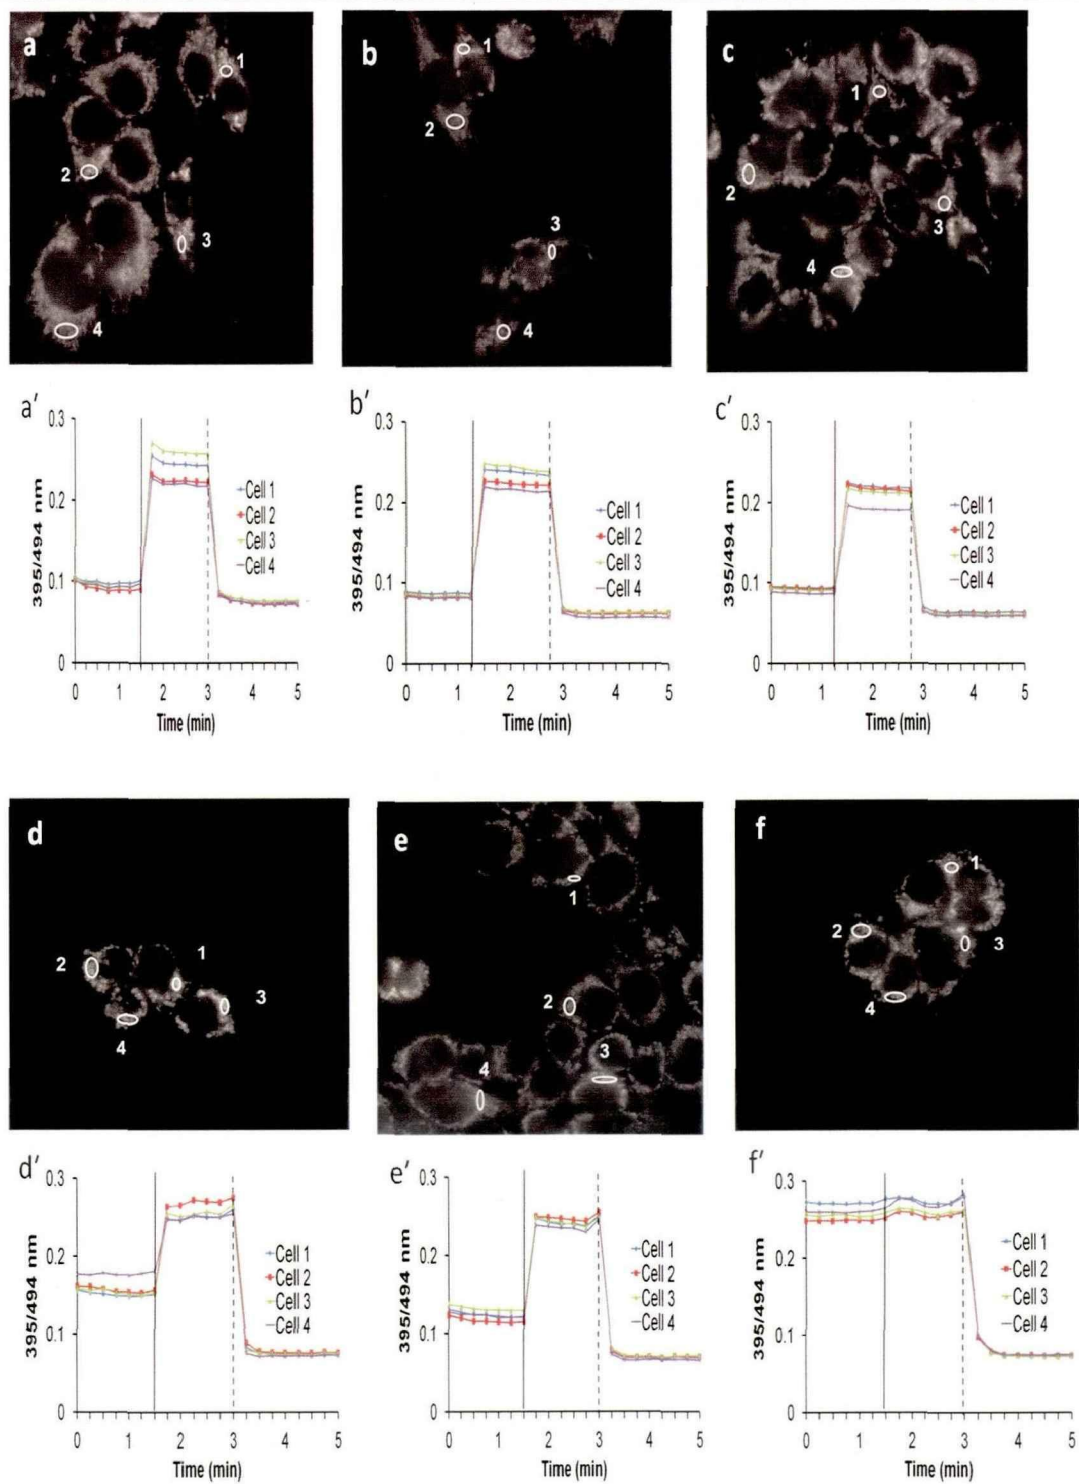 a
1
2
3
4
b
1
2
3
4
c
1
2
3
4
a′
0.3
0.2
0.1
0
395/494 nm
Cell 1
Cell 2
Cell 3
Cell 4
0 1 2 3 4 5
Time (min)
b′
0.3
0.2
0.1
0
395/494 nm
Cell 1
Cell 2
Cell 3
Cell 4
0 1 2 3 4 5
Time (min)
c′
0.3
0.2
0.1
0
395/494 nm
Cell 1
Cell 2
Cell 3
Cell 4
0 1 2 3 4 5
Time (min)
d
1
2
3
4
e
1
2
3
4
f
1
2
3
4
d′
0.3
0.2
0.1
0
395/494 nm
Cell 1
Cell 2
Cell 3
Cell 4
0 1 2 3 4 5
Time (min)
e′
0.3
0.2
0.1
0
395/494 nm
Cell 1
Cell 2
Cell 3
Cell 4
0 1 2 3 4 5
Time (min)
f′
0.3
0.2
0.1
0
395/494 nm
Cell 1
Cell 2
Cell 3
Cell 4
0 1 2 3 4 5
Time (min)